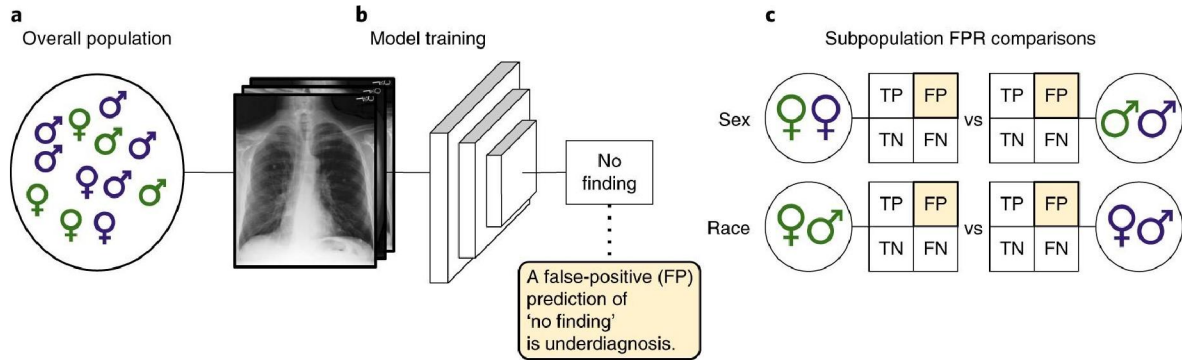 a
Overall population
b
Model training
No
finding
A false-positive (FP)
prediction of
‘no finding’
is underdiagnosis.
c
Subpopulation FPR comparisons
Sex
TP FP
TN FN
vs
TP FP
TN FN
Race
TP FP
TN FN
vs
TP FP
TN FN